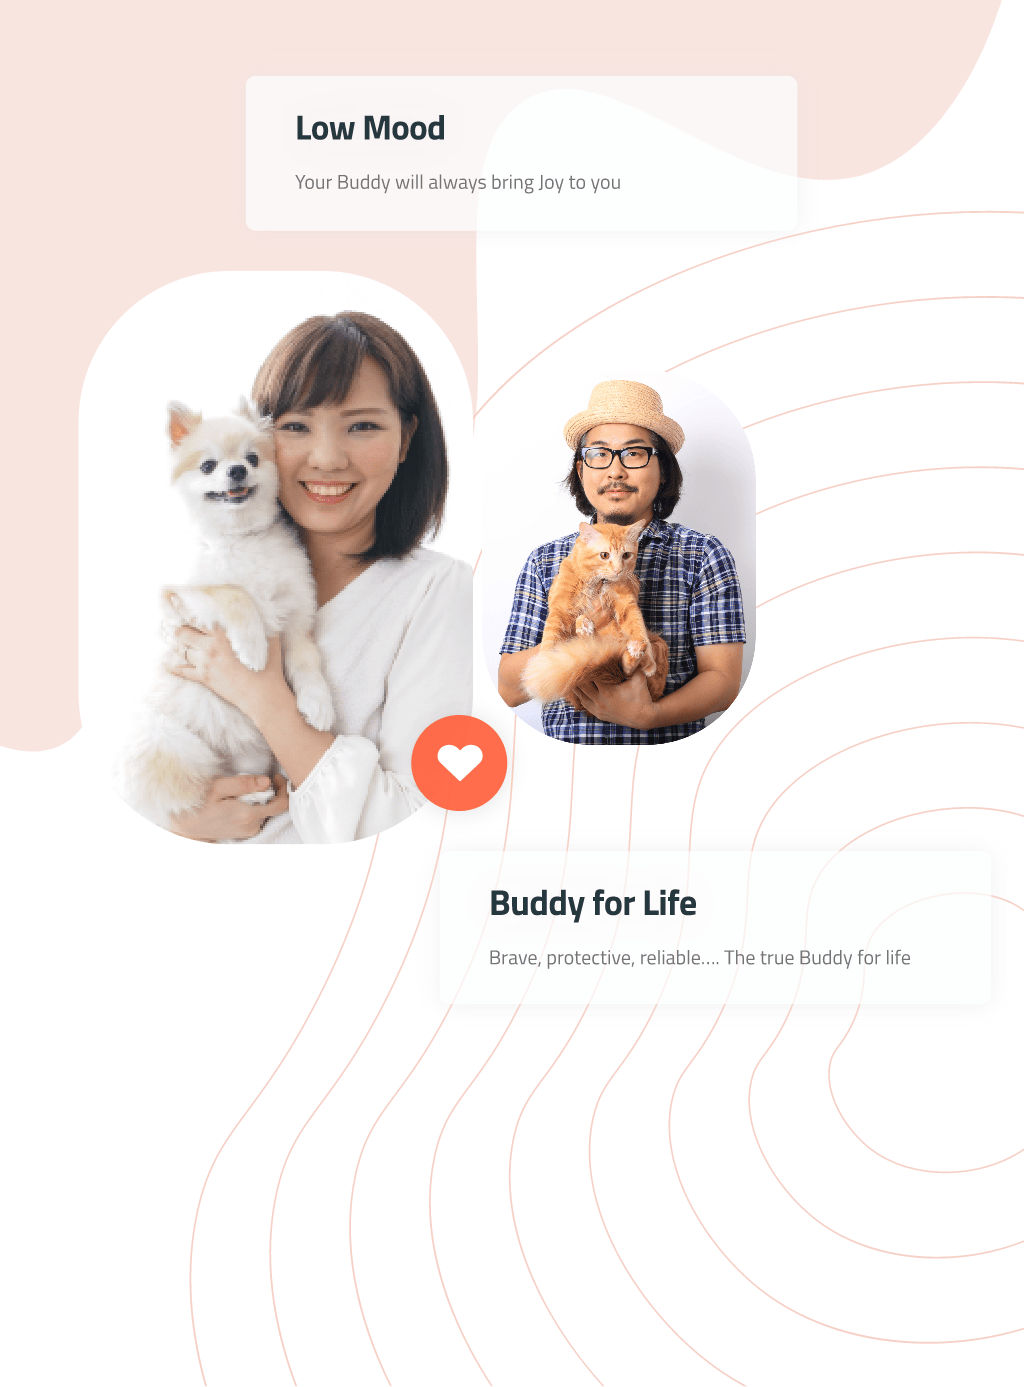 Low Mood
Your Buddy will always bring Joy to you
Buddy for Life
Brave, protective, reliable.... The true Buddy for life